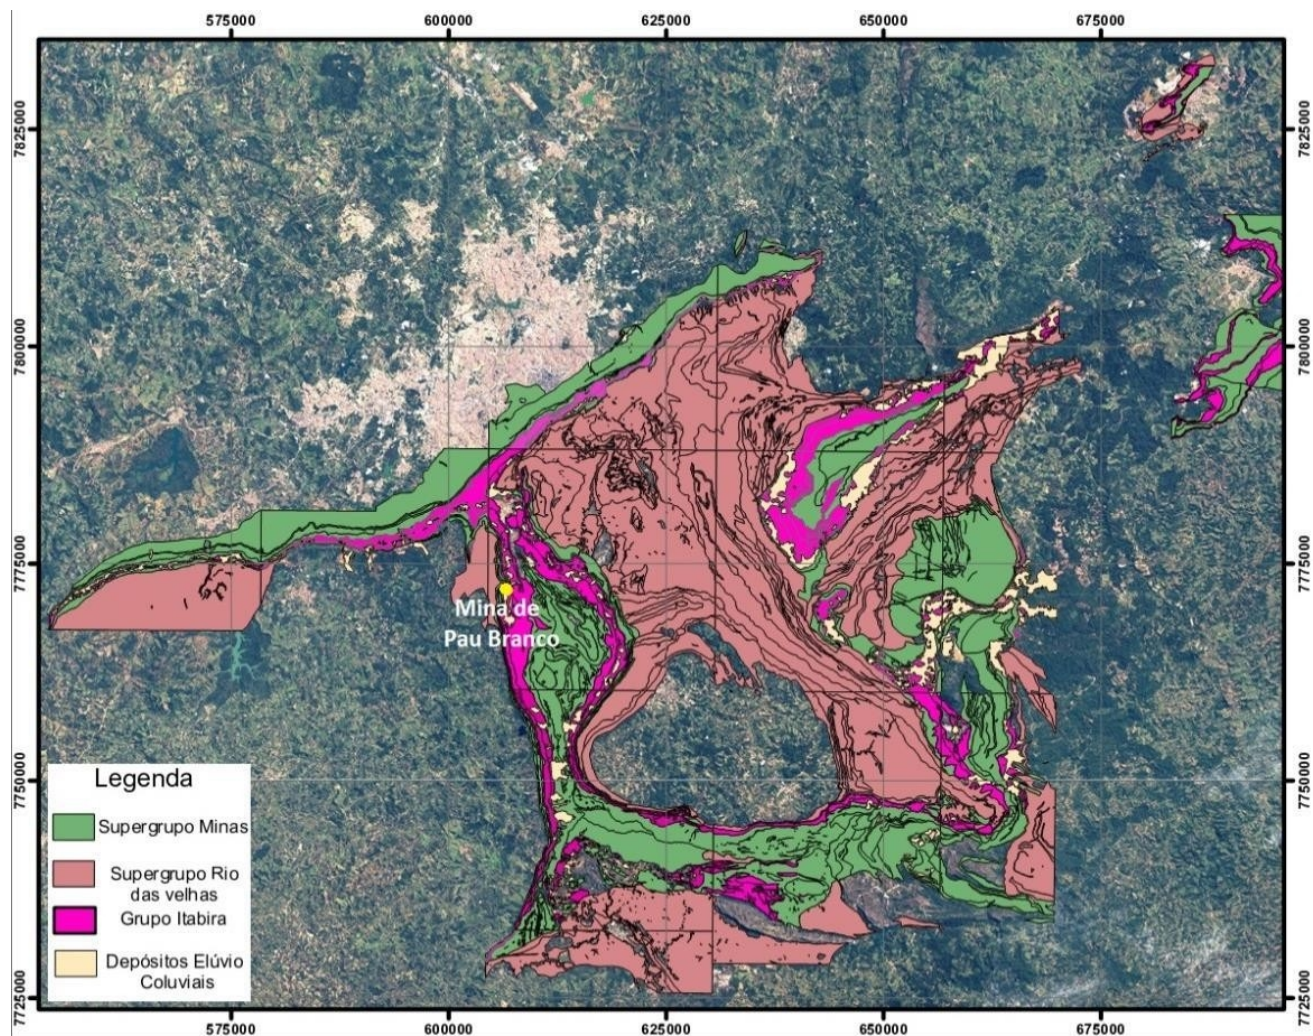 575000 600000 625000 650000 675000
7825000 7825000
7800000 7800000
7775000 7775000
Mina de
Pau Branco
7750000 7750000
Legenda
Supergrupo Minas
Supergrupo Rio
das velhas
Grupo Itabira
Depósitos Elúvio
Coluviais
7725000 7725000
575000 600000 625000 650000 675000